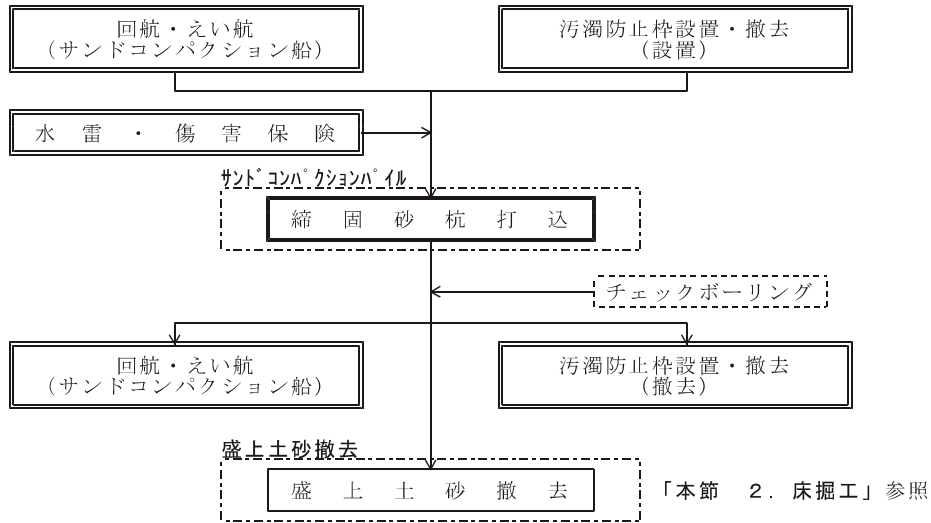 回航・えい航
(サンドコンパクション船)
汚濁防止枠設置・撤去
(設置)
水 雷 ・ 傷 害 保 険
ｻﾝﾄﾞｺﾝﾊﾟｸｼｮﾝﾊﾟｲﾙ
締 固 砂 杭 打 込
チェックボーリング
回航・えい航
(サンドコンパクション船)
汚濁防止枠設置・撤去
(撤去)
盛上土砂撤去
盛 上 土 砂 撤 去
「本節 2. 床掘工」参照